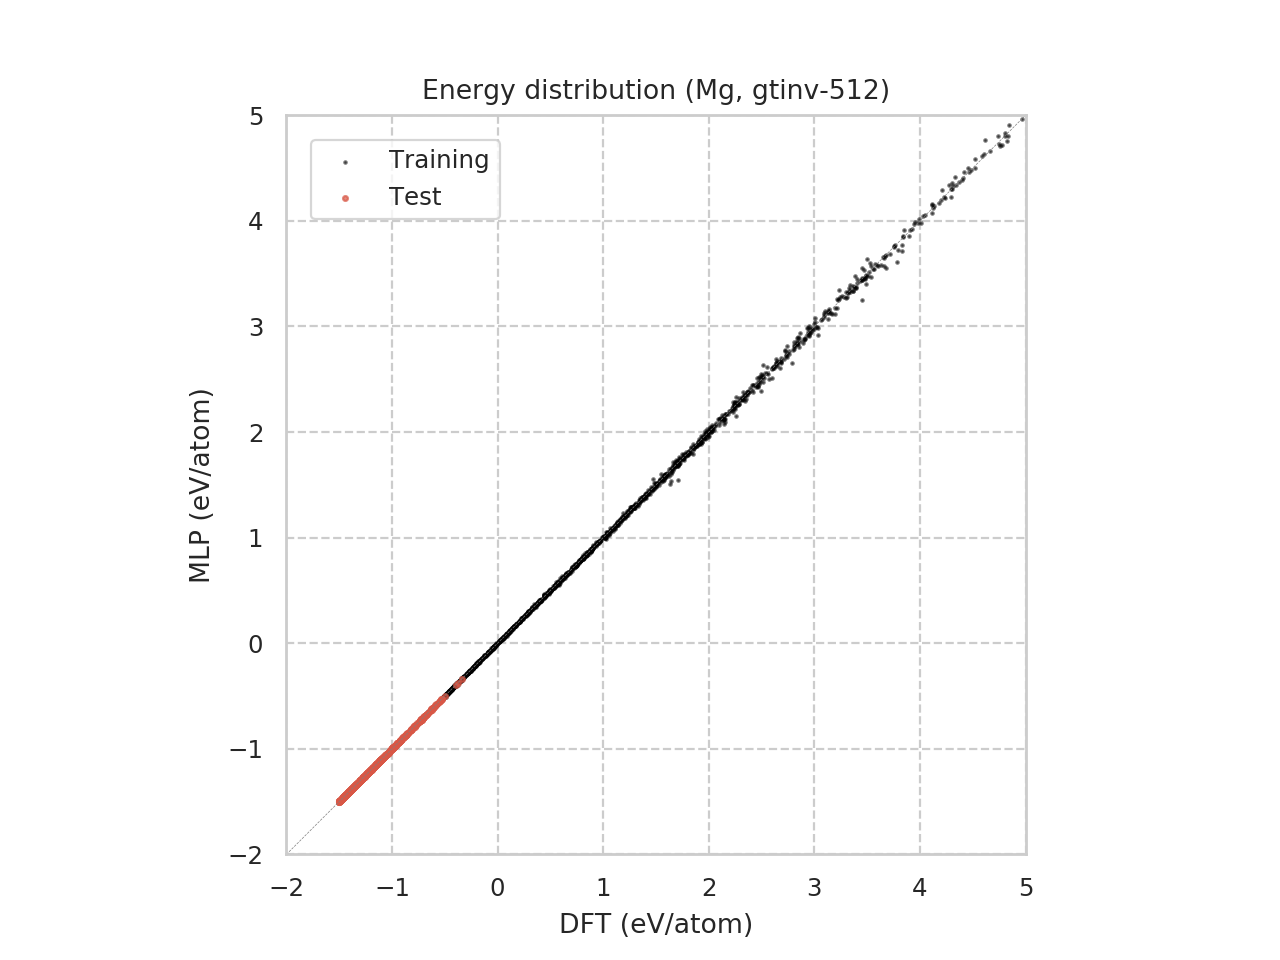 Energy distribution (Mg, gtinv-512)
Training
Test
5
4
3
2
1
0
−1
−2
MLP (eV/atom)
−2 −1 0 1 2 3 4 5
DFT (eV/atom)